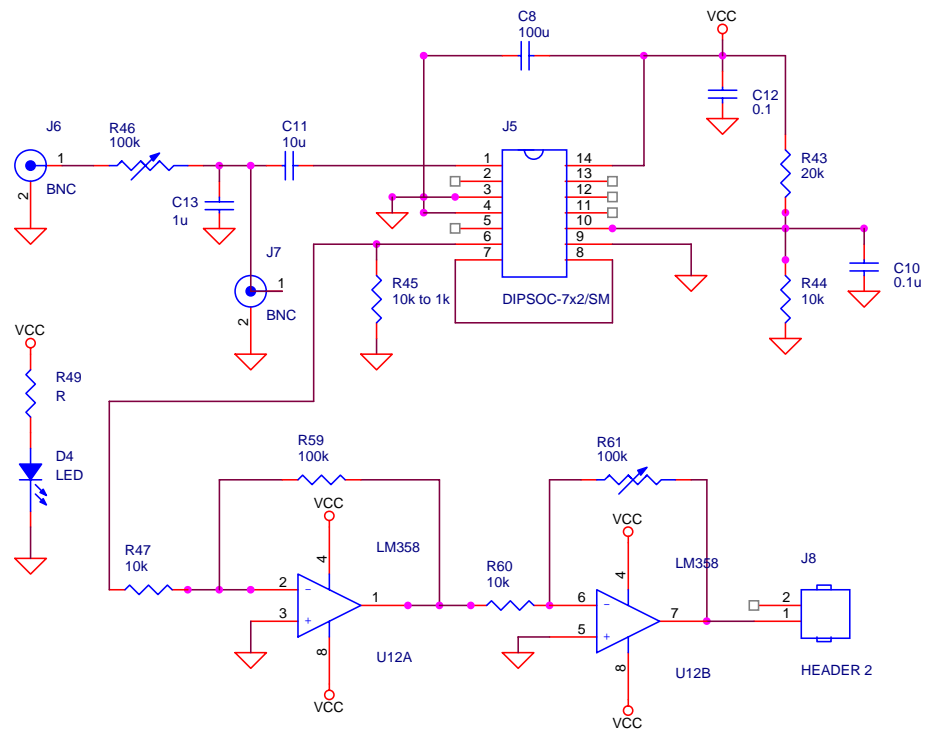 C8
100u
VCC
C12
0.1
J6
R46
100k
C11
10u
J5
1
BNC
2
C13
1u
J7
1
BNC
2
1
2
3
4
5
6
7
14
13
12
11
10
9
8
DIPSOC-7x2/SM
R43
20k
R44
10k
C10
0.1u
R45
10k to 1k
VCC
R49
R
D4
LED
R59
100k
R61
100k
VCC
VCC
4
LM358
4
LM358
R47
10k
R60
10k
2
3
1
8
U12A
VCC
6
5
7
8
U12B
VCC
J8
2
1
HEADER 2